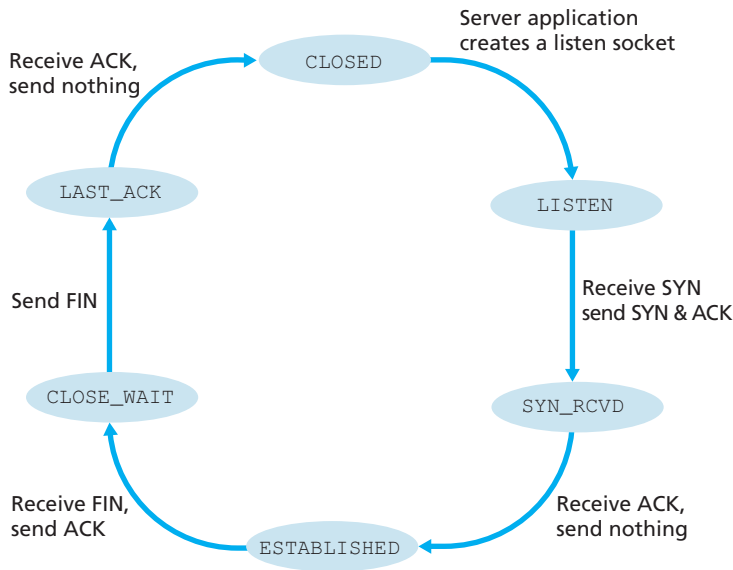 Server application
creates a listen socket
CLOSED
Receive ACK,
send nothing
LAST_ACK
LISTEN
Send FIN
Receive SYN
send SYN & ACK
CLOSE_WAIT
SYN_RCVD
Receive FIN,
send ACK
Receive ACK,
send nothing
ESTABLISHED